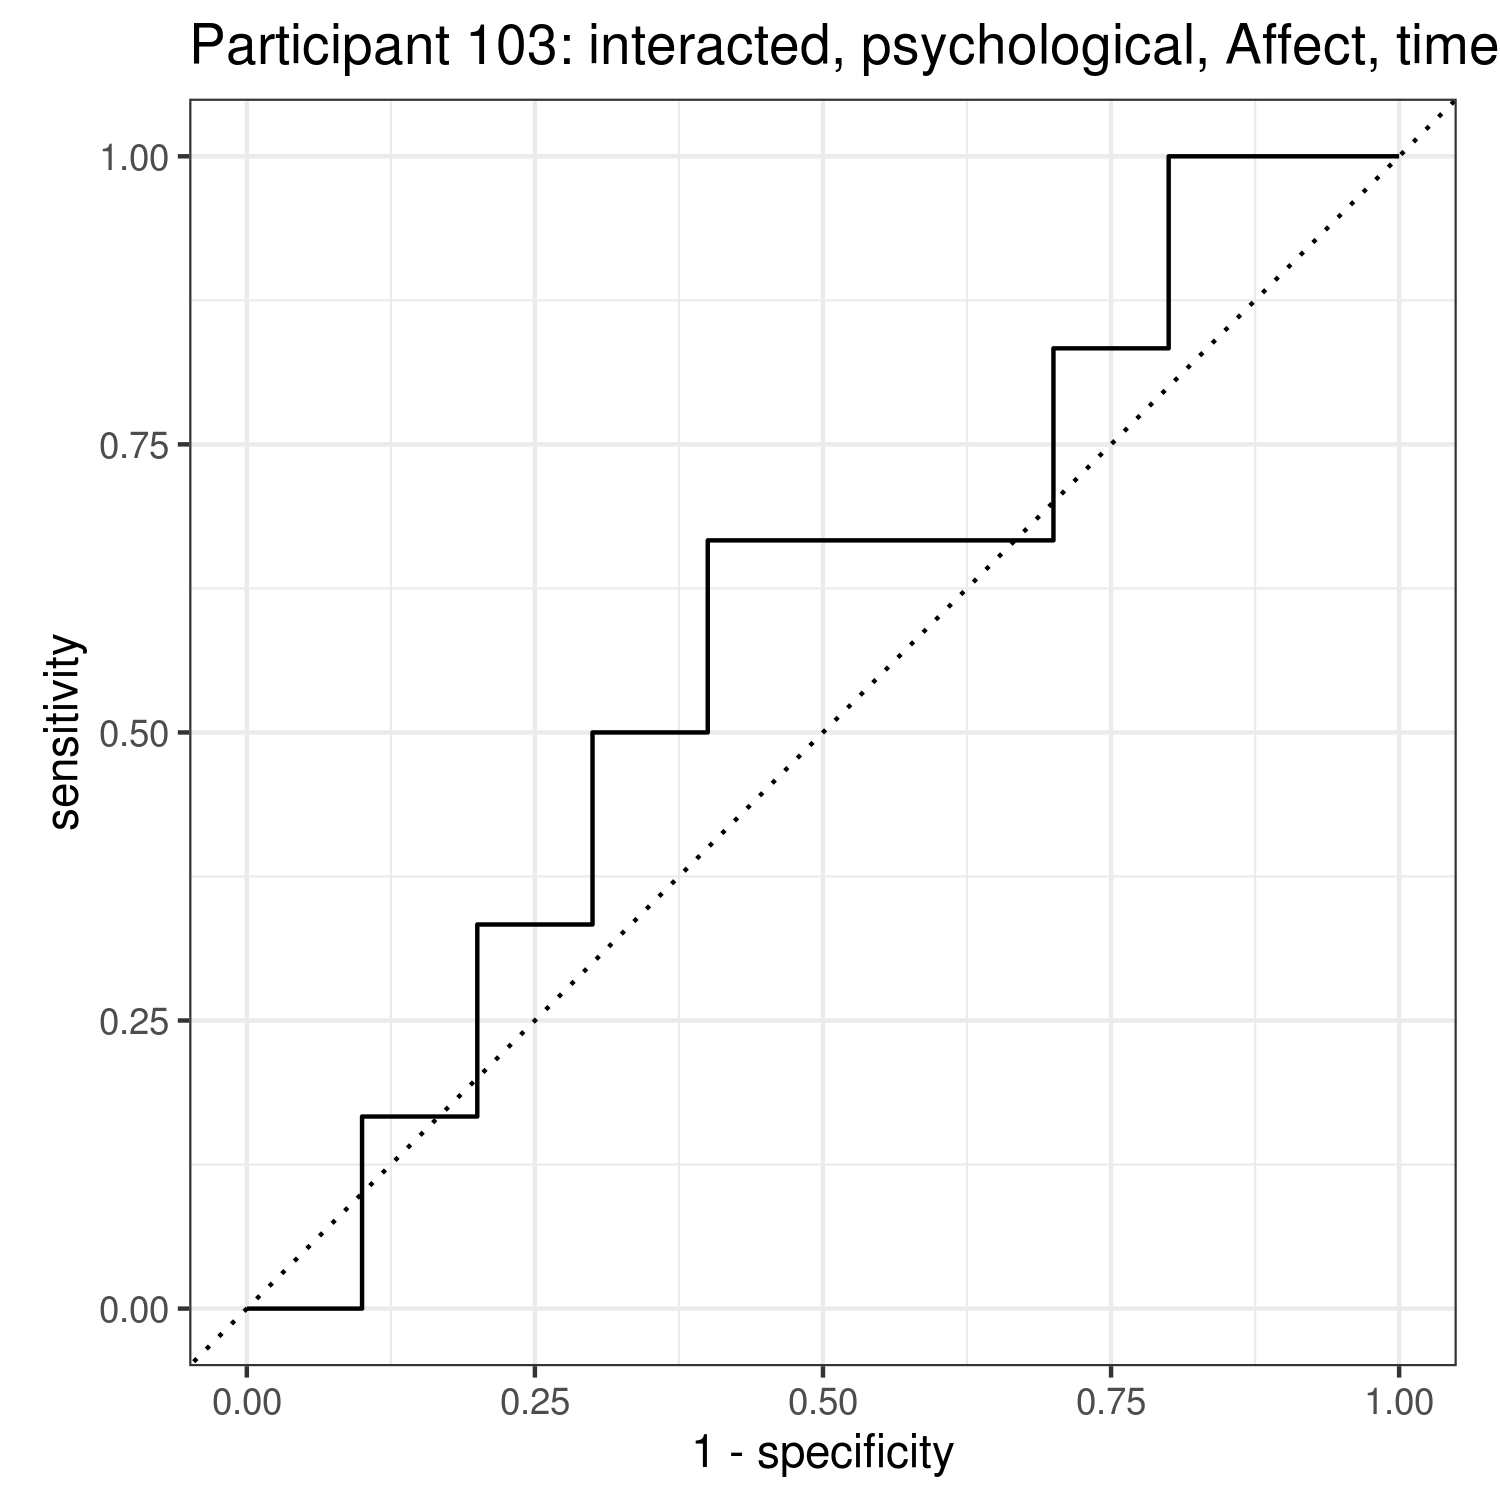 Participant 103: interacted, psychological, Affect, time
1.00
0.75
0.50
0.25
0.00
sensitivity
0.00 0.25 0.50 0.75 1.00
1 - specificity